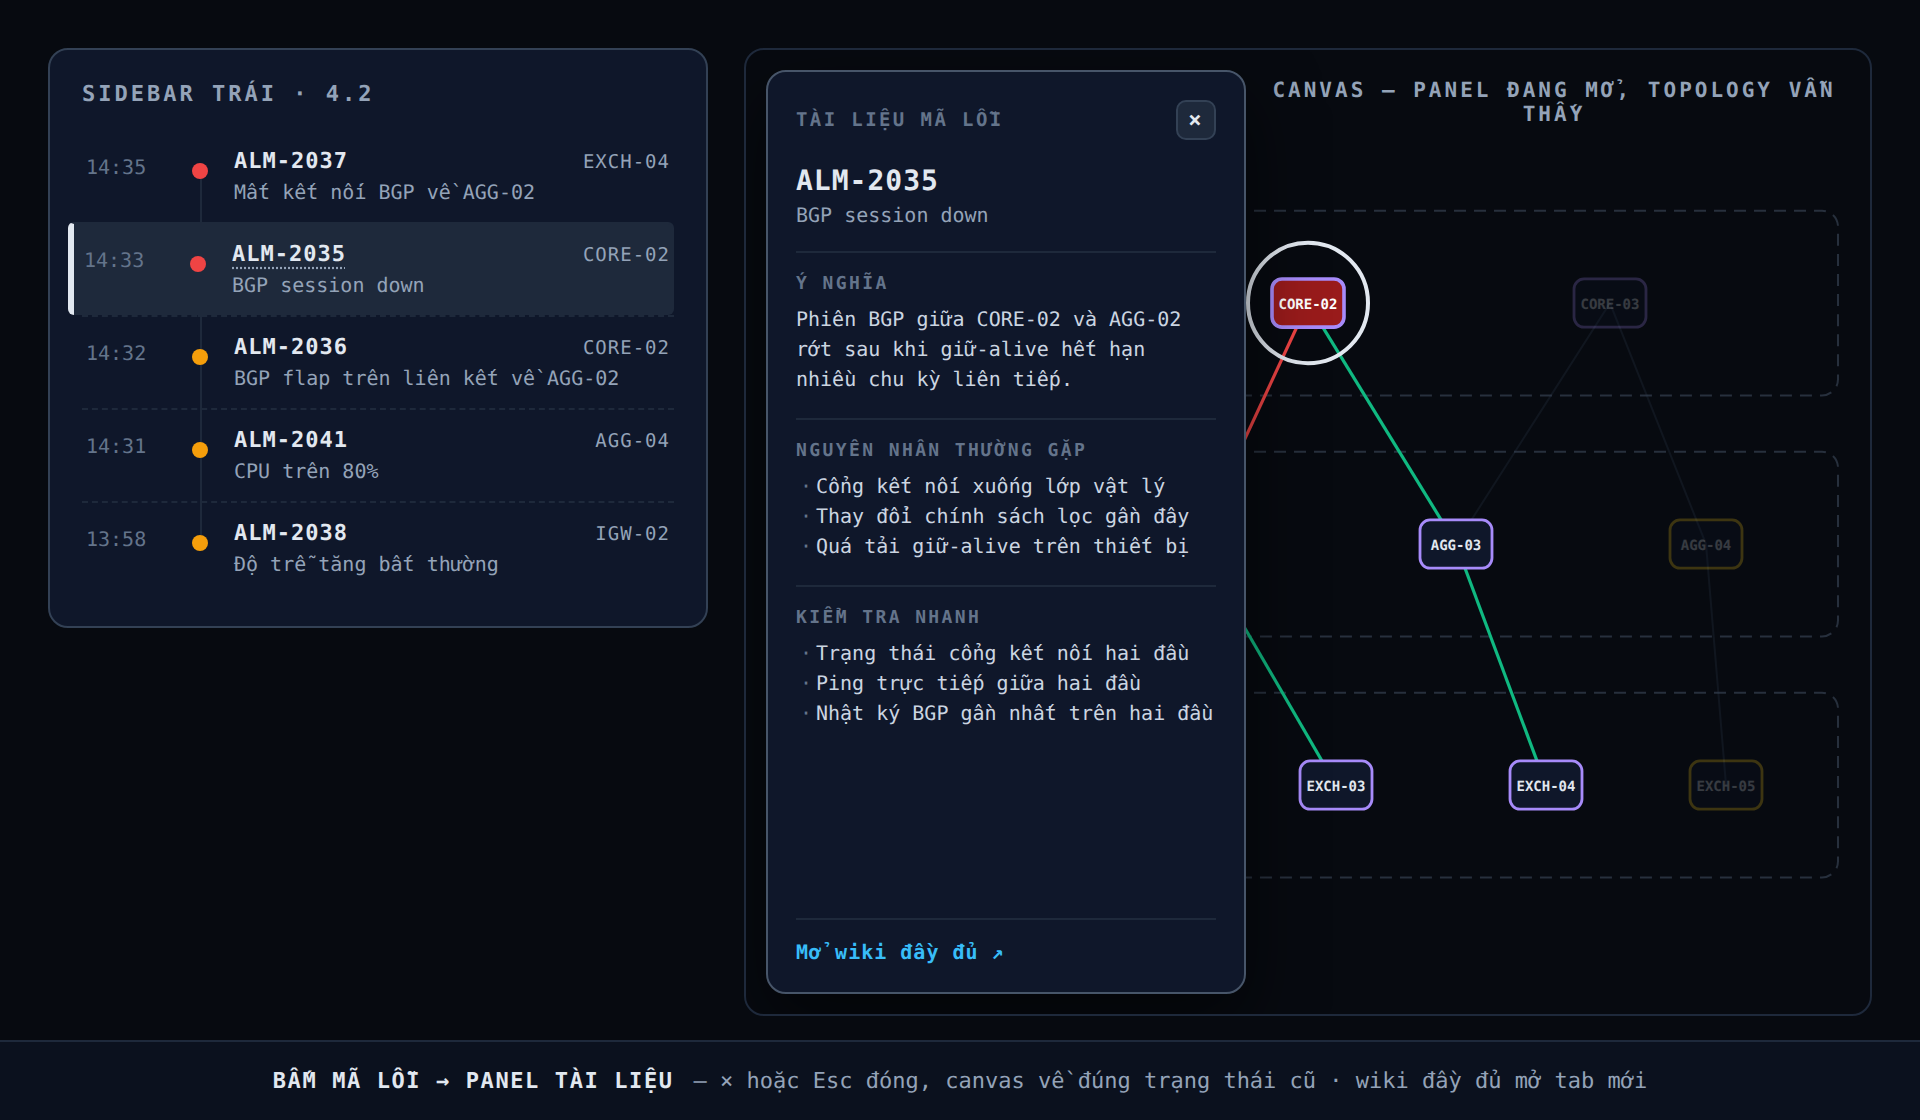 SIDEBAR TRÁI · 4.2
14:35 ALM-2037 EXCH-04
Mất kết nối BGP về AGG-02
14:33 ALM-2035 CORE-02
BGP session down
14:32 ALM-2036 CORE-02
BGP flap trên liên kết về AGG-02
14:31 ALM-2041 AGG-04
CPU trên 80%
13:58 ALM-2038 IGW-02
Độ trễ tăng bất thường
TÀI LIỆU MÃ LỖI ×
ALM-2035
BGP session down
Ý NGHĨA
Phiên BGP giữa CORE-02 và AGG-02
rớt sau khi giữ-alive hết hạn
nhiều chu kỳ liên tiếp.
NGUYÊN NHÂN THƯỜNG GẶP
· Cổng kết nối xuống lớp vật lý
· Thay đổi chính sách lọc gần đây
· Quá tải giữ-alive trên thiết bị
KIỂM TRA NHANH
· Trạng thái cổng kết nối hai đầu
· Ping trực tiếp giữa hai đầu
· Nhật ký BGP gần nhất trên hai đầu
Mở wiki đầy đủ ↗
CANVAS — PANEL ĐANG MỞ, TOPOLOGY VẪN
THẤY
CORE-02 CORE-03
AGG-03 AGG-04
EXCH-03 EXCH-04 EXCH-05
BẤM MÃ LỖI → PANEL TÀI LIỆU — × hoặc Esc đóng, canvas về đúng trạng thái cũ · wiki đầy đủ mở tab mới